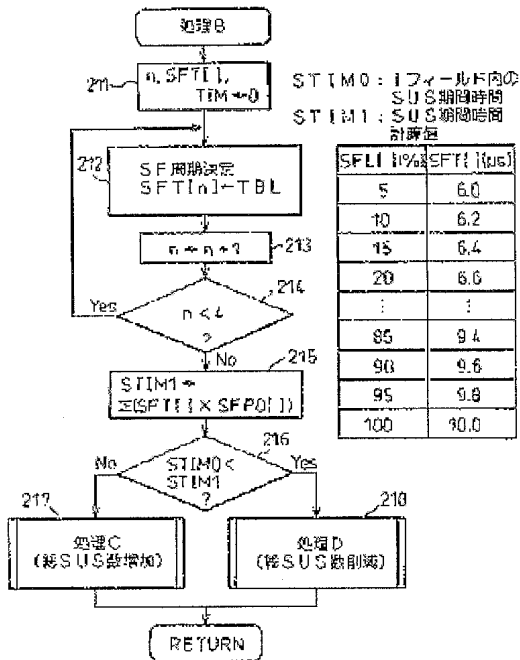 処理B
211
n, SFT[],
TIM←0
STIM0：1フィールド内の
SUS期間時間
STIM1：SUS期間時間
計算値
212
SF周期決定
SFT[n]←TBL
n ← n + 1
213
214
Yes
n < 4
?
No
215
STIM1 ←
Σ(SFT[ ] × SFP0[ ])
216
No
STIM0 <
STIM1
?
Yes
217
処理C
(総SUS数増加)
218
処理D
(総SUS数削減)
RETURN
SFL[ ](%) SFT[ ](μs)
5 6.0
10 6.2
15 6.4
20 6.6
⋮ ⋮
85 9.4
90 9.6
95 9.8
100 10.0